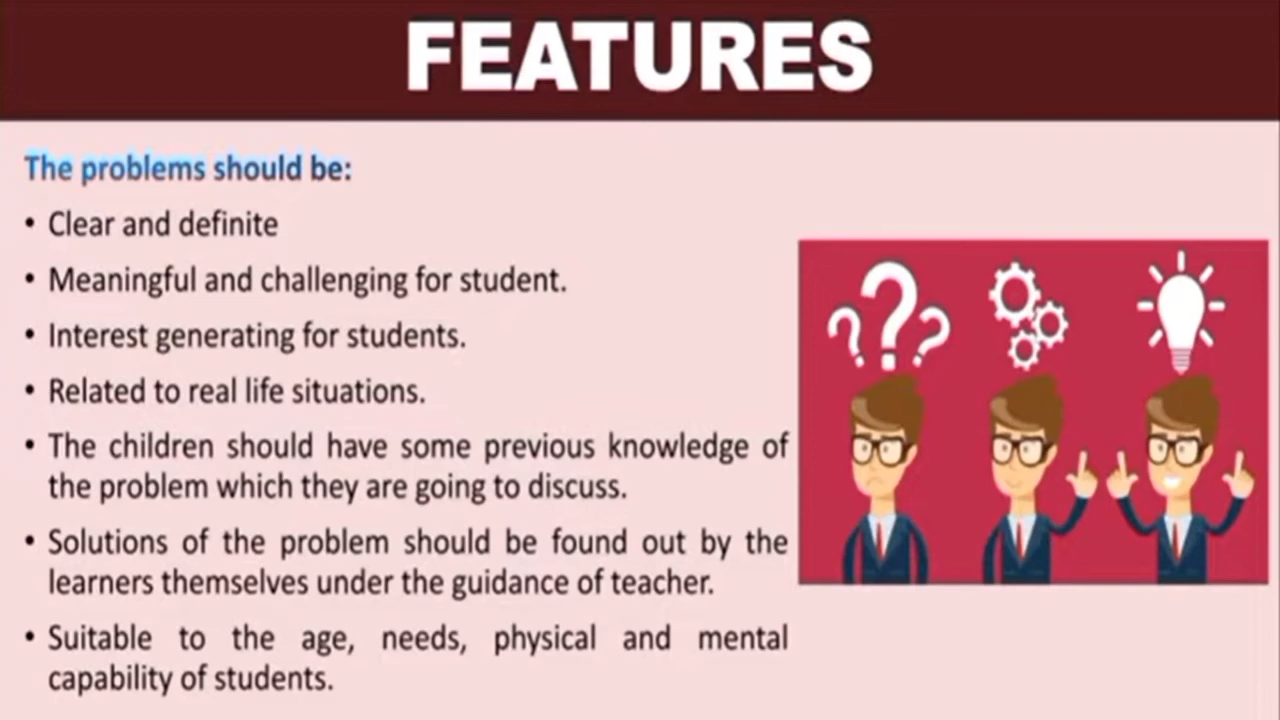 FEATURES
The problems should be:
• Clear and definite
• Meaningful and challenging for student.
• Interest generating for students.
• Related to real life situations.
• The children should have some previous knowledge of
the problem which they are going to discuss.
• Solutions of the problem should be found out by the
learners themselves under the guidance of teacher.
• Suitable to the age, needs, physical and mental
capability of students.